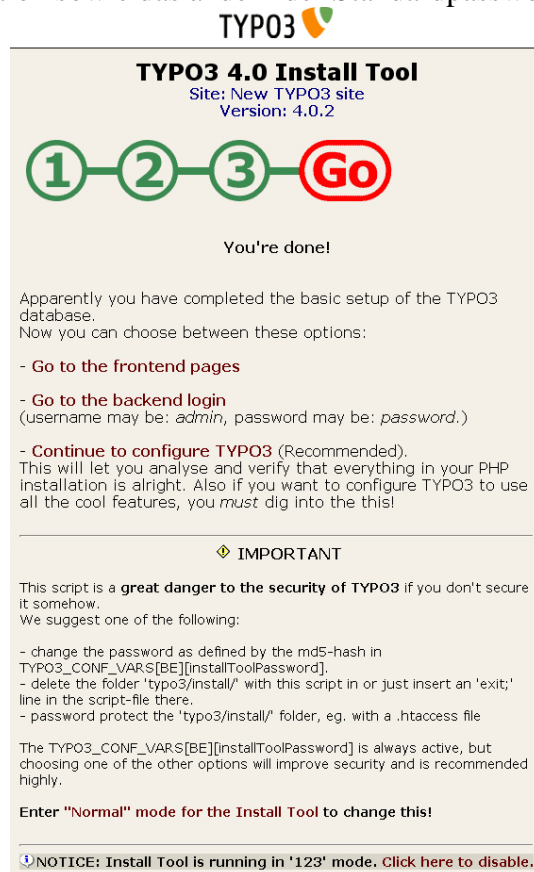 TYPO3
TYPO3 4.0 Install Tool
Site: New TYPO3 site
Version: 4.0.2
1 2 3 Go
You're done!
Apparently you have completed the basic setup of the TYPO3
database.
Now you can choose between these options:
- Go to the frontend pages
- Go to the backend login
(username may be: admin, password may be: password.)
- Continue to configure TYPO3 (Recommended).
This will let you analyse and verify that everything in your PHP
installation is alright. Also if you want to configure TYPO3 to use
all the cool features, you must dig into the this!
IMPORTANT
This script is a great danger to the security of TYPO3 if you don't secure
it somehow.
We suggest one of the following:
- change the password as defined by the md5-hash in
TYPO3_CONF_VARS[BE][installToolPassword].
- delete the folder 'typo3/install/' with this script in or just insert an 'exit;'
line in the script-file there.
- password protect the 'typo3/install/' folder, eg. with a .htaccess file
The TYPO3_CONF_VARS[BE][installToolPassword] is always active, but
choosing one of the other options will improve security and is recommended
highly.
Enter "Normal" mode for the Install Tool to change this!
NOTICE: Install Tool is running in '123' mode. Click here to disable.